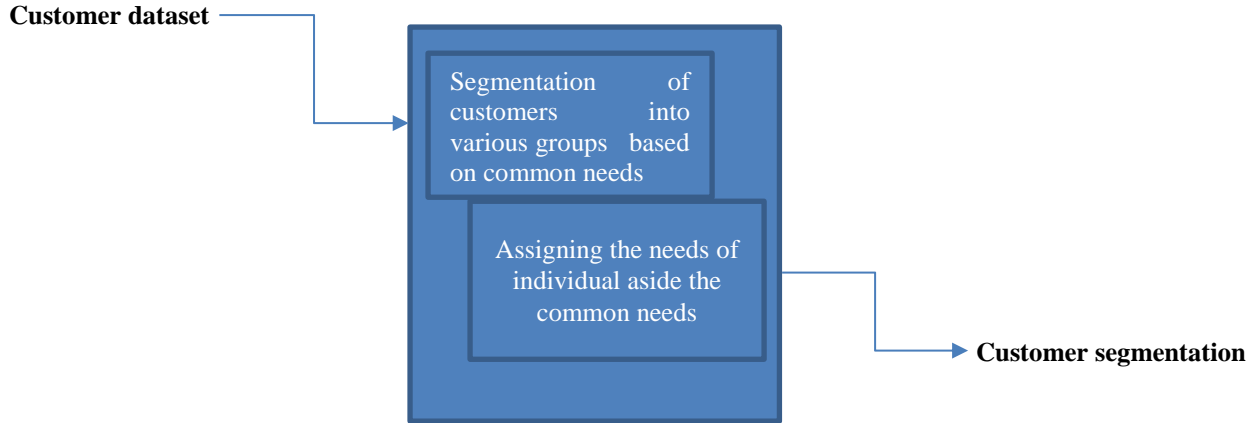 Customer dataset
Segmentation of
customers into
various groups based
on common needs
Assigning the needs of
individual aside the
common needs
Customer segmentation